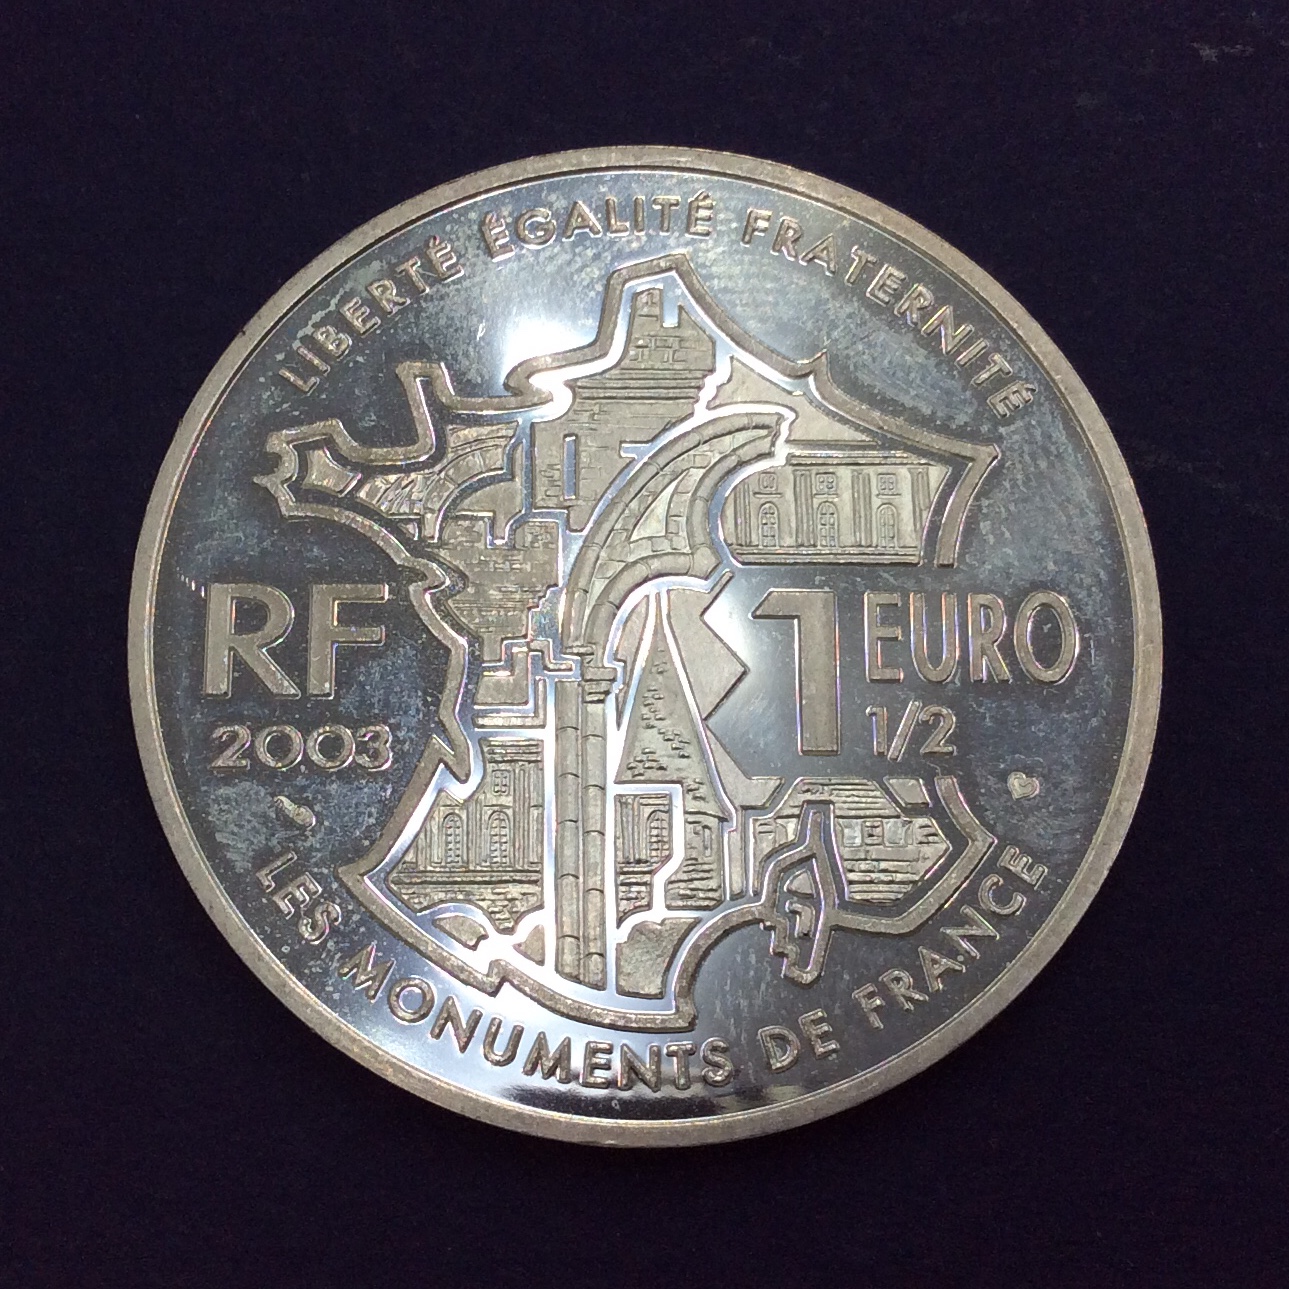 LIBERTÉ ÉGALITÉ FRATERNITÉ
RF
2003
1 EURO
1/2
LES MONUMENTS DE FRANCE